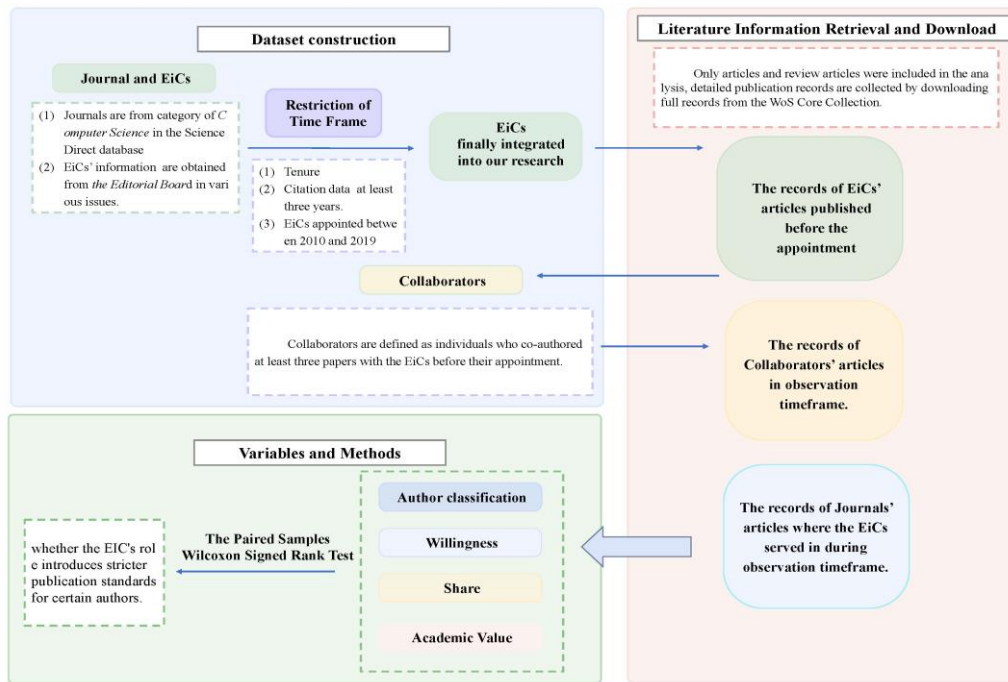 Dataset construction
Journal and EiCs
(1) Journals are from category of C
omputer Science in the Science
Direct database
(2) EiCs' information are obtained
from the Editorial Board in vari
ous issues.
Restriction of
Time Frame
(1) Tenure
(2) Citation data at least
three years.
(3) EiCs appointed betwe
en 2010 and 2019
EiCs
finally integrated
into our research
Collaborators
Collaborators are defined as individuals who co-authored
at least three papers with the EiCs before their appointment.
Literature Information Retrieval and Download
Only articles and review articles were included in the ana
lysis, detailed publication records are collected by downloading
full records from the WoS Core Collection.
The records of EiCs'
articles published
before the
appointment
The records of
Collaborators' articles
in observation
timeframe.
The records of Journals'
articles where the EiCs
served in during
observation timeframe.
Variables and Methods
Author classification
Willingness
Share
Academic Value
The Paired Samples
Wilcoxon Signed Rank Test
whether the EIC's rol
e introduces stricter
publication standards
for certain authors.